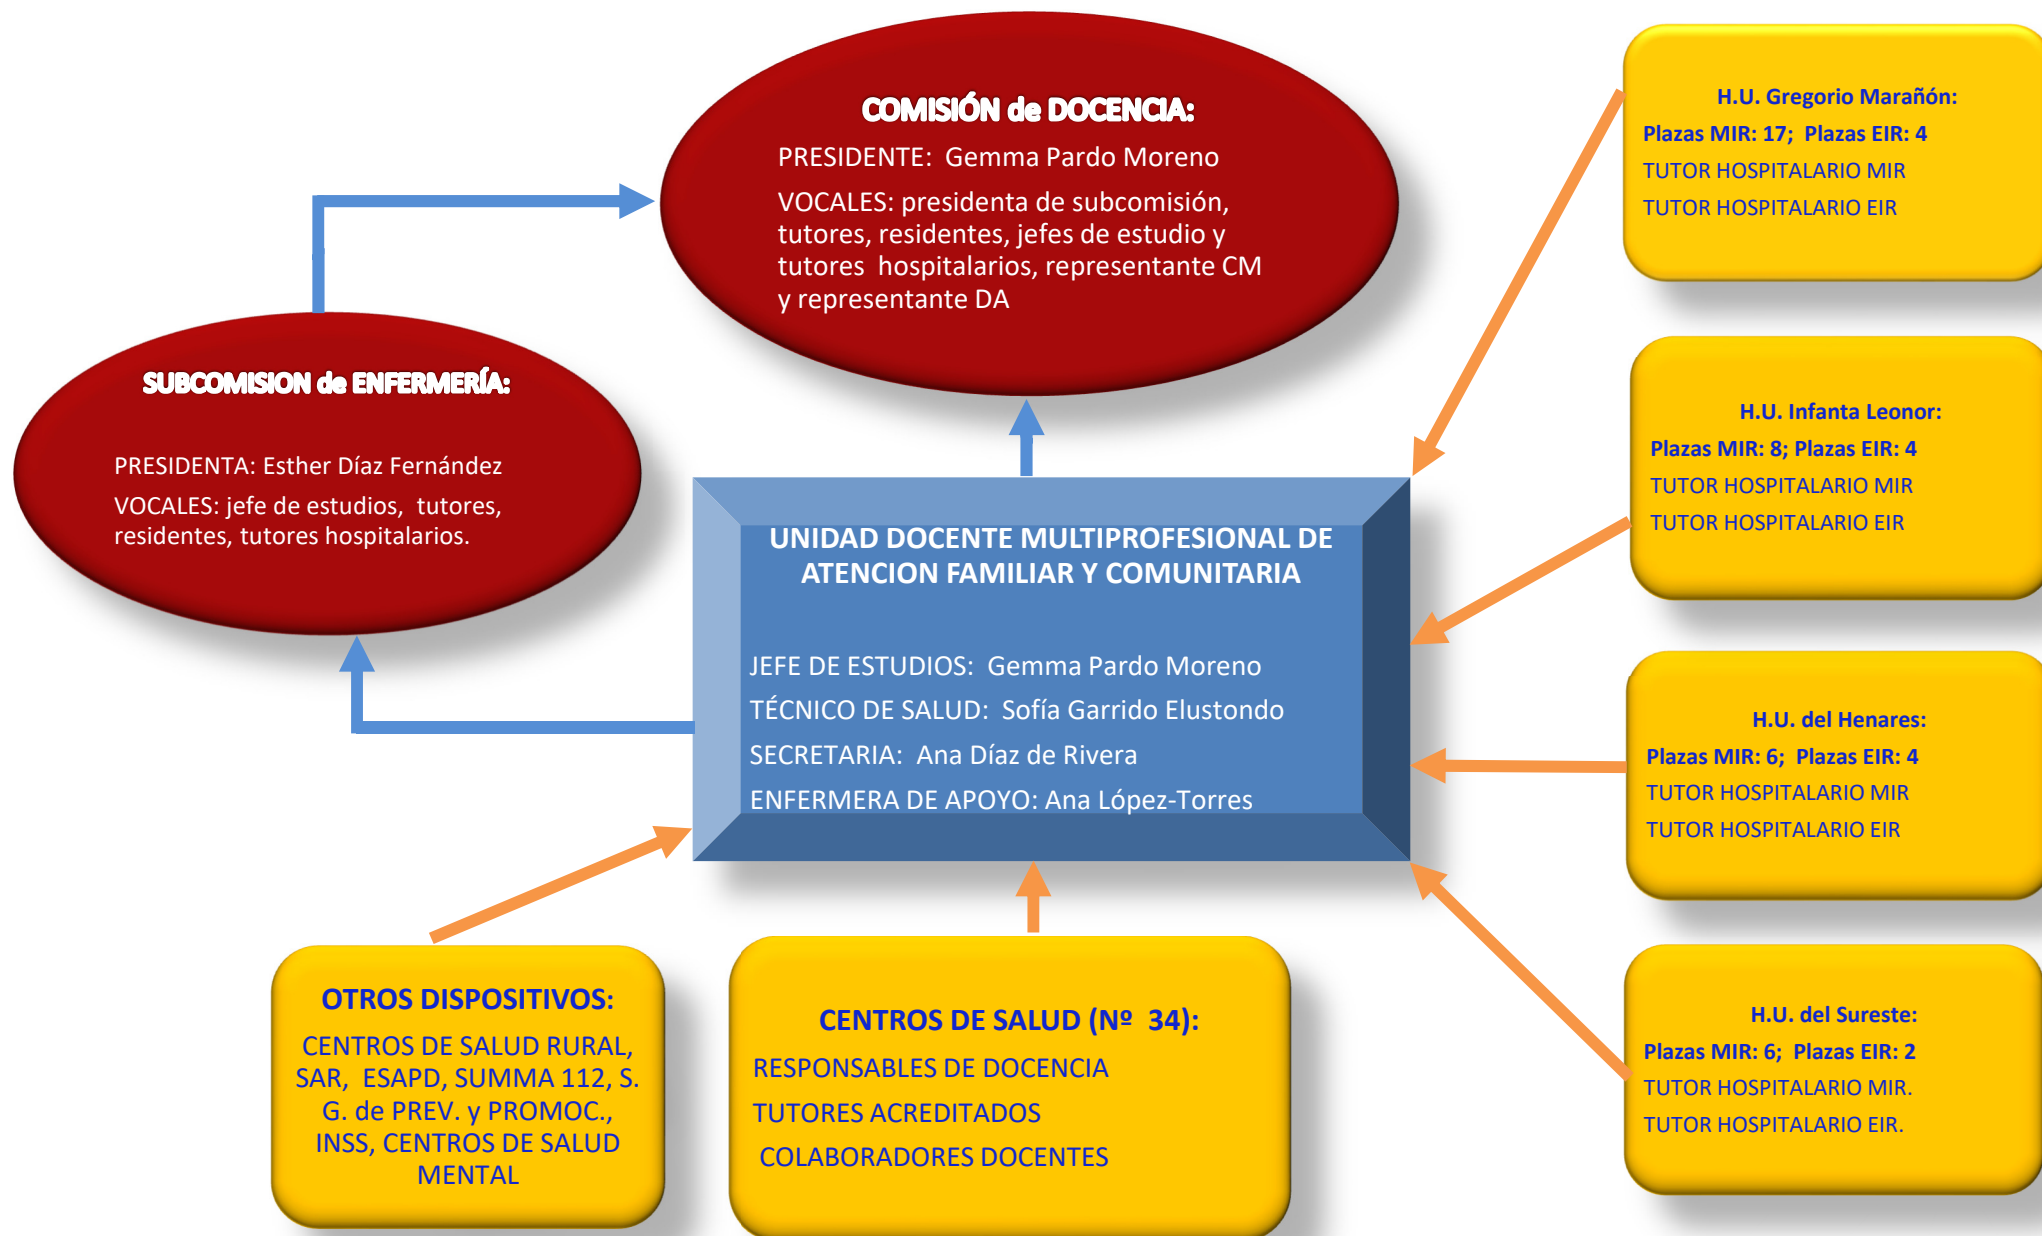 COMISIÓN de DOCENCIA:
PRESIDENTE: Gemma Pardo Moreno
VOCALES: presidenta de subcomisión,
tutores, residentes, jefes de estudio y
tutores hospitalarios, representante CM
y representante DA
SUBCOMISION de ENFERMERÍA:
PRESIDENTA: Esther Díaz Fernández
VOCALES: jefe de estudios, tutores,
residentes, tutores hospitalarios.
UNIDAD DOCENTE MULTIPROFESIONAL DE
ATENCION FAMILIAR Y COMUNITARIA
JEFE DE ESTUDIOS: Gemma Pardo Moreno
TÉCNICO DE SALUD: Sofía Garrido Elustondo
SECRETARIA: Ana Díaz de Rivera
ENFERMERA DE APOYO: Ana López-Torres
H.U. Gregorio Marañón:
Plazas MIR: 17; Plazas EIR: 4
TUTOR HOSPITALARIO MIR
TUTOR HOSPITALARIO EIR
H.U. Infanta Leonor:
Plazas MIR: 8; Plazas EIR: 4
TUTOR HOSPITALARIO MIR
TUTOR HOSPITALARIO EIR
H.U. del Henares:
Plazas MIR: 6; Plazas EIR: 4
TUTOR HOSPITALARIO MIR
TUTOR HOSPITALARIO EIR
H.U. del Sureste:
Plazas MIR: 6; Plazas EIR: 2
TUTOR HOSPITALARIO MIR.
TUTOR HOSPITALARIO EIR.
OTROS DISPOSITIVOS:
CENTROS DE SALUD RURAL,
SAR, ESAPD, SUMMA 112, S.
G. de PREV. y PROMOC.,
INSS, CENTROS DE SALUD
MENTAL
CENTROS DE SALUD (Nº 34):
RESPONSABLES DE DOCENCIA
TUTORES ACREDITADOS
COLABORADORES DOCENTES